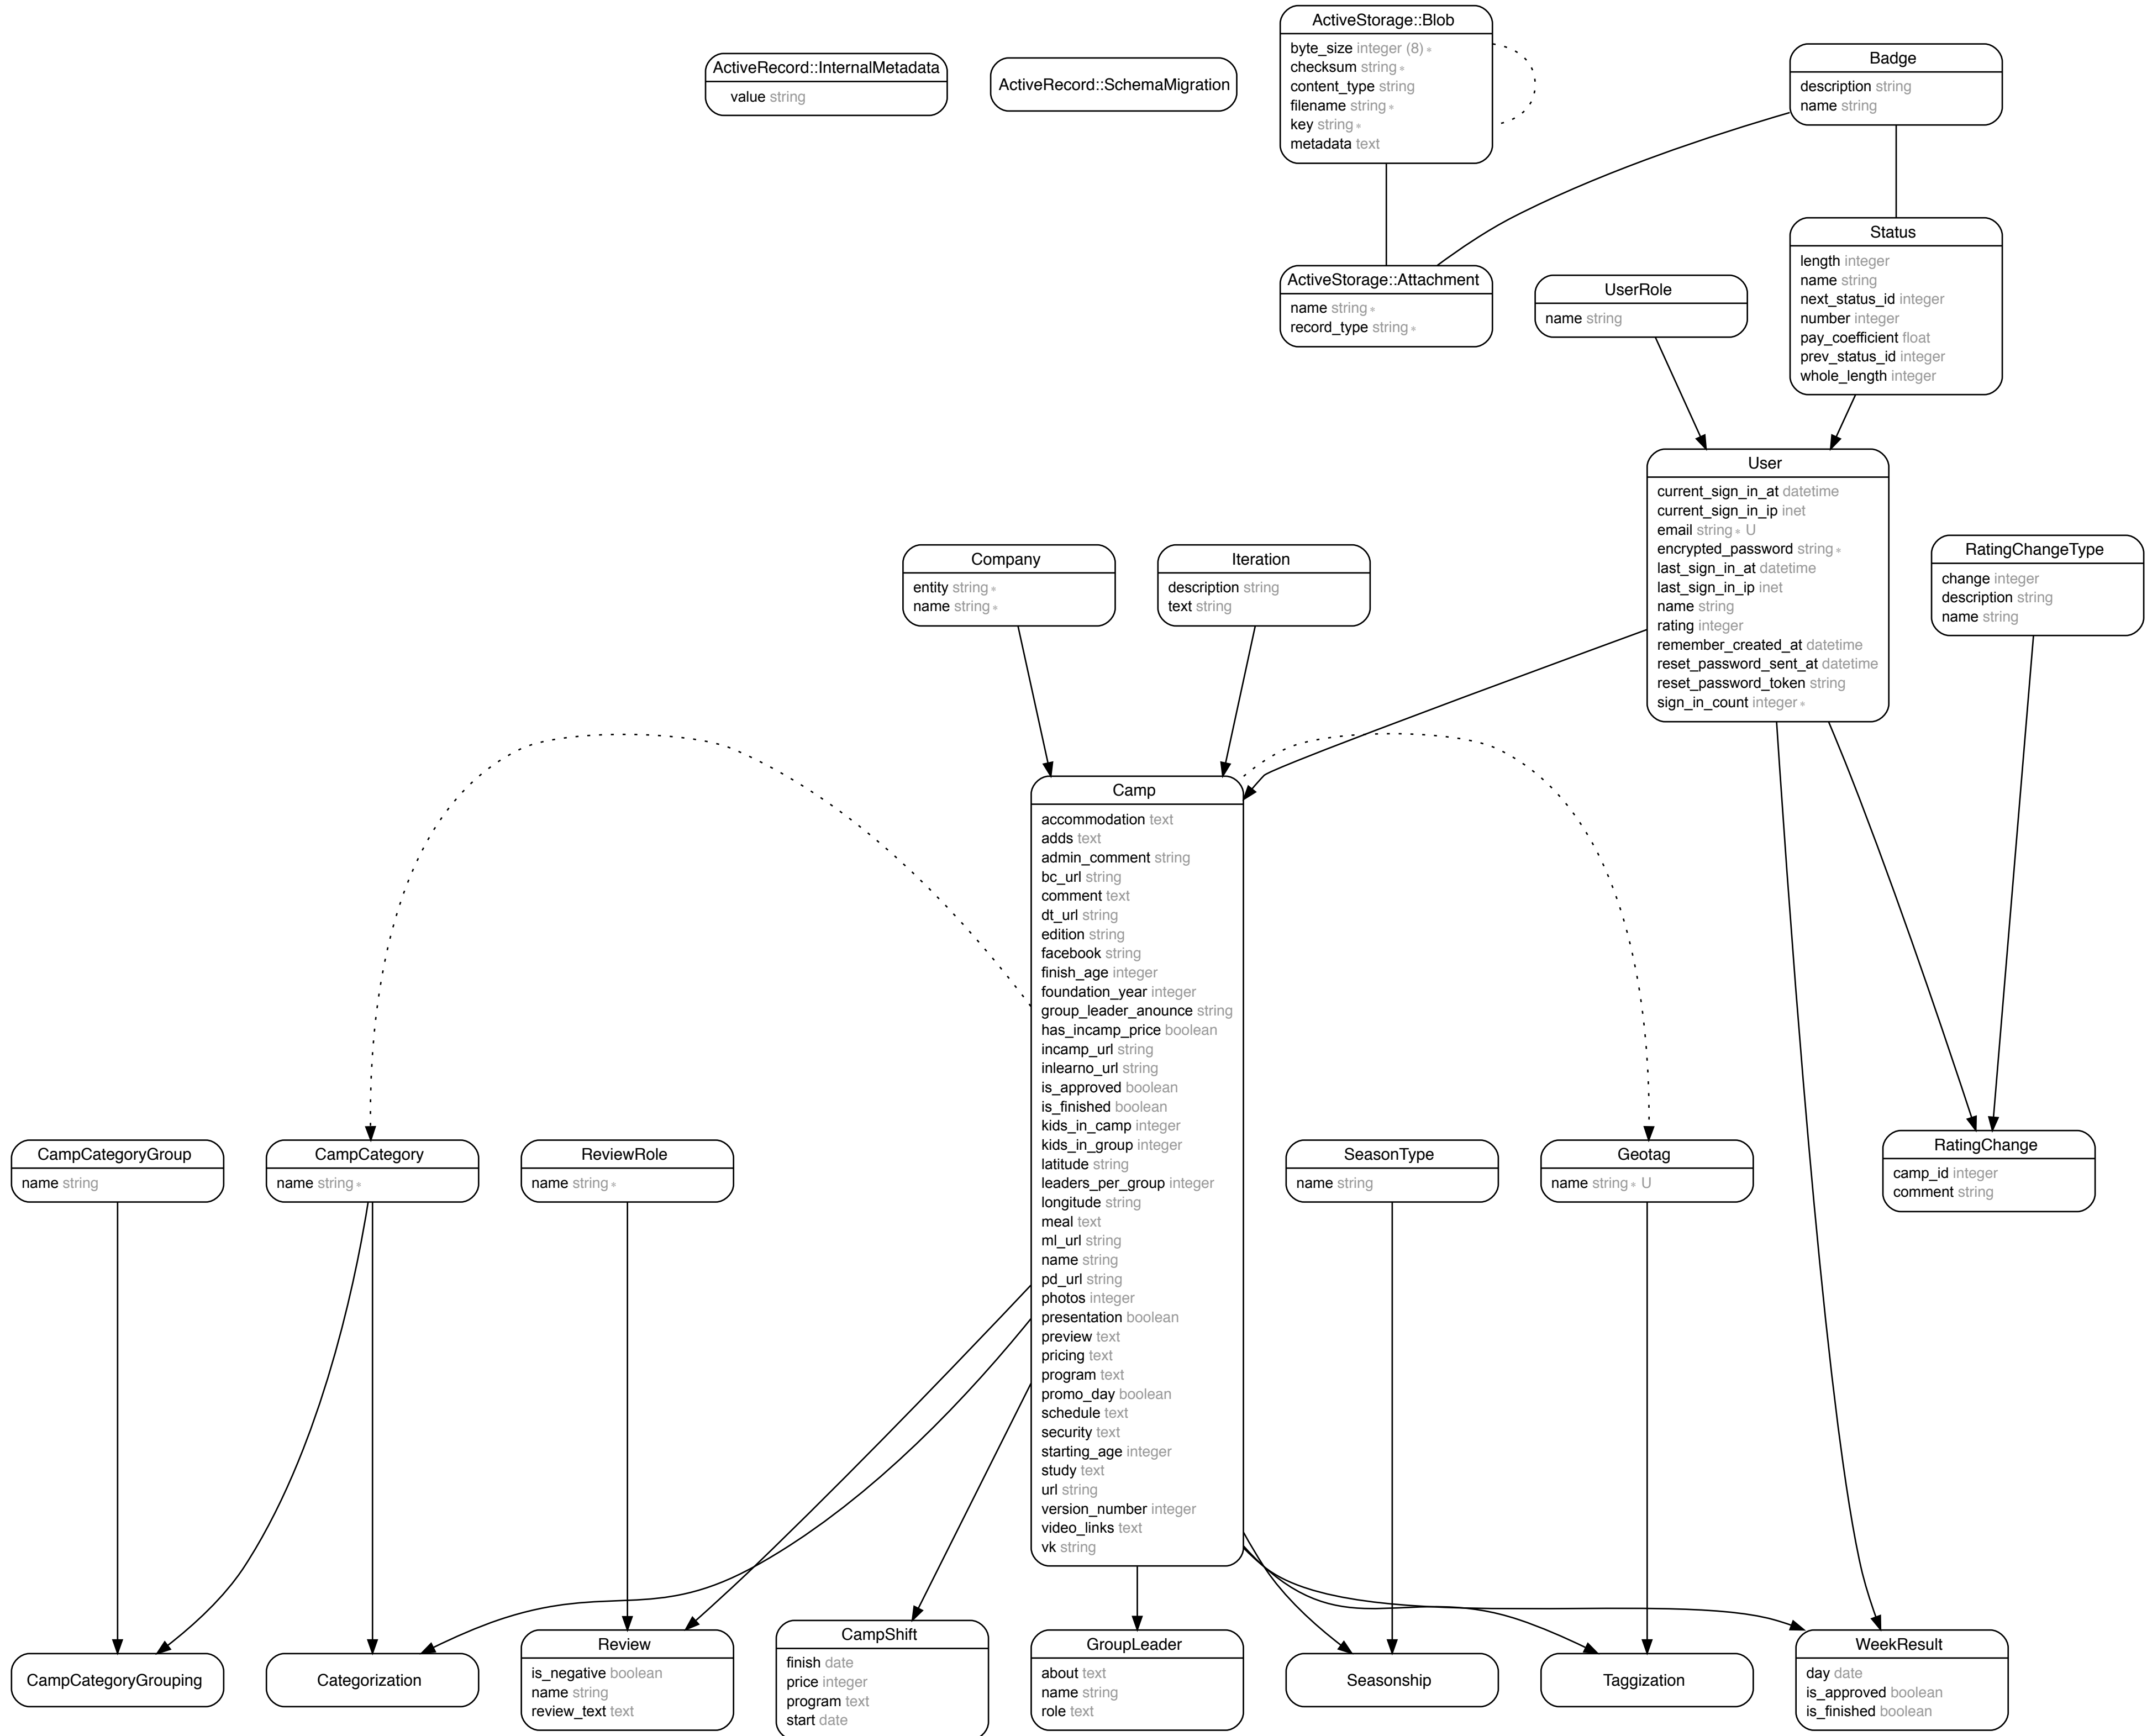 ActiveRecord::InternalMetadata
value string
ActiveRecord::SchemaMigration
ActiveStorage::Blob
byte_size integer (8) *
checksum string *
content_type string
filename string *
key string *
metadata text
Badge
description string
name string
ActiveStorage::Attachment
name string *
record_type string *
UserRole
name string
Status
length integer
name string
next_status_id integer
number integer
pay_coefficient float
prev_status_id integer
whole_length integer
User
current_sign_in_at datetime
current_sign_in_ip inet
email string * U
encrypted_password string *
last_sign_in_at datetime
last_sign_in_ip inet
name string
rating integer
remember_created_at datetime
reset_password_sent_at datetime
reset_password_token string
sign_in_count integer *
Company
entity string *
name string *
Iteration
description string
text string
RatingChangeType
change integer
description string
name string
Camp
accommodation text
adds text
admin_comment string
bc_url string
comment text
dt_url string
edition string
facebook string
finish_age integer
foundation_year integer
group_leader_anounce string
has_incamp_price boolean
incamp_url string
inlearno_url string
is_approved boolean
is_finished boolean
kids_in_camp integer
kids_in_group integer
latitude string
leaders_per_group integer
longitude string
meal text
ml_url string
name string
pd_url string
photos integer
presentation boolean
preview text
pricing text
program text
promo_day boolean
schedule text
security text
starting_age integer
study text
url string
version_number integer
video_links text
vk string
CampCategoryGroup
name string
CampCategory
name string *
ReviewRole
name string *
SeasonType
name string
Geotag
name string * U
RatingChange
camp_id integer
comment string
CampCategoryGrouping
Categorization
Review
is_negative boolean
name string
review_text text
CampShift
finish date
price integer
program text
start date
GroupLeader
about text
name string
role text
Seasonship
Taggization
WeekResult
day date
is_approved boolean
is_finished boolean